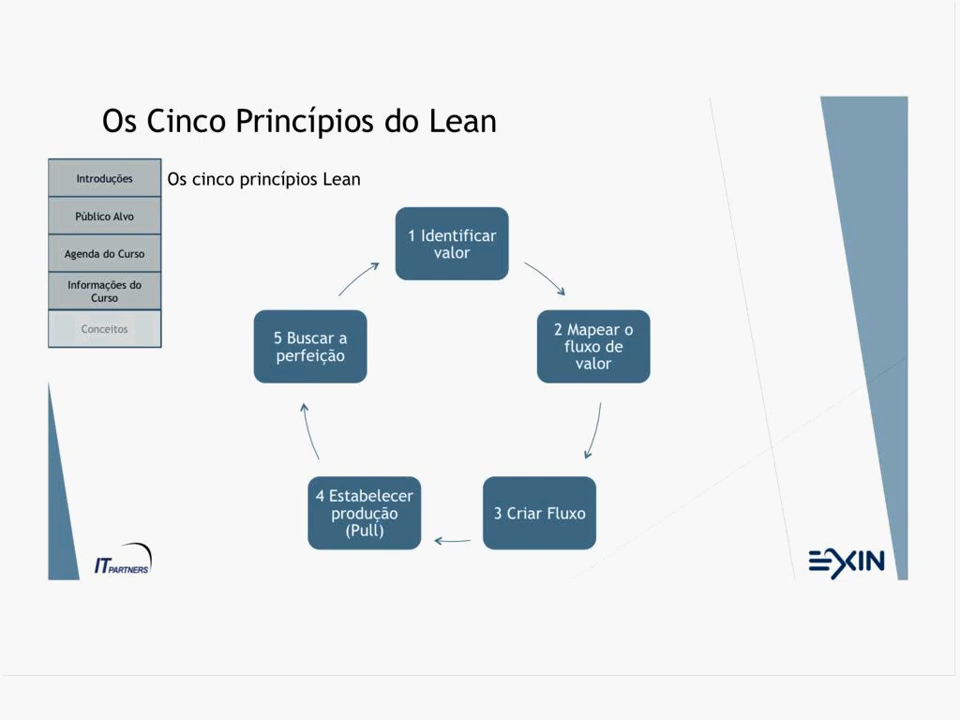 Os Cinco Princípios do Lean
Introduções
Público Alvo
Agenda do Curso
Informações do
Curso
Conceitos
Os cinco princípios Lean
1 Identificar
valor
2 Mapear o
fluxo de
valor
3 Criar Fluxo
4 Estabelecer
produção
(Pull)
5 Buscar a
perfeição
IT PARTNERS
EXIN